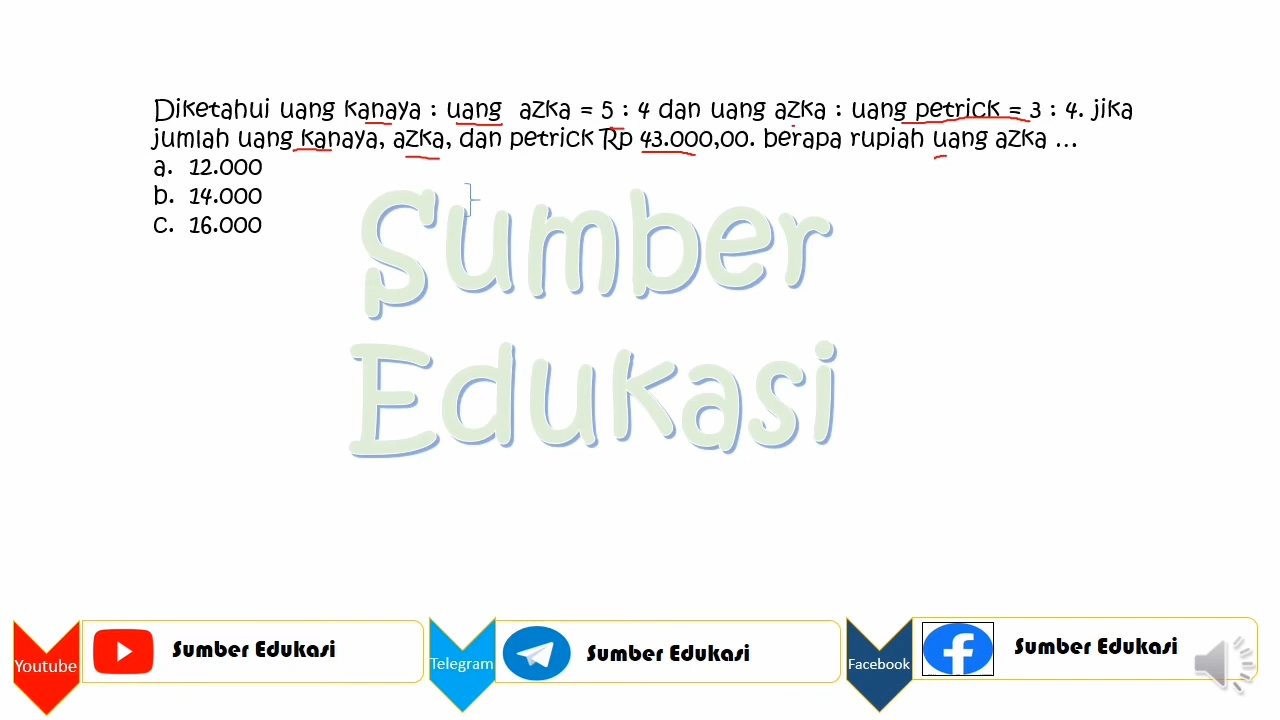 Diketahui uang kanaya : uang azka = 5 : 4 dan uang azka : uang petrick = 3 : 4. jika
jumlah uang kanaya, azka, dan petrick Rp 43.000,00. berapa rupiah uang azka ...
a. 12.000
b. 14.000
c. 16.000
Sumber
Edukasi
Youtube Sumber Edukasi
Telegram Sumber Edukasi
Facebook Sumber Edukasi